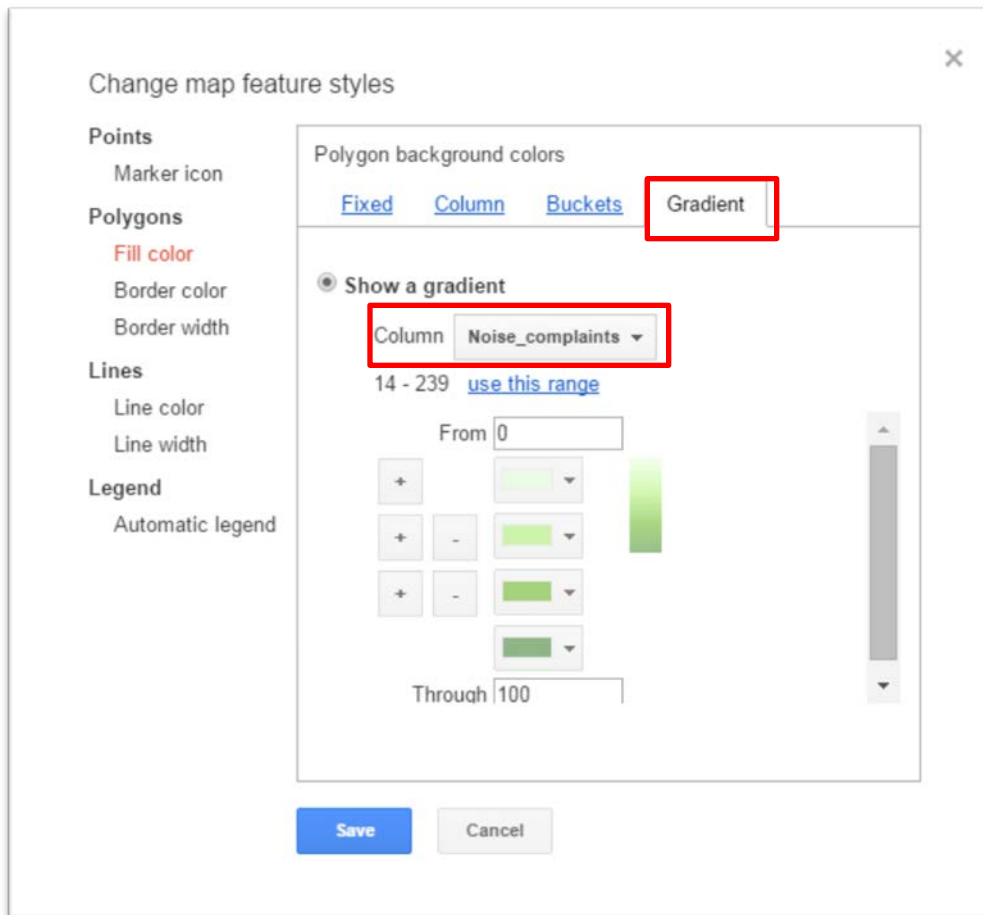 Change map feature styles
×
Points
Marker icon
Polygons
Fill color
Border color
Border width
Lines
Line color
Line width
Legend
Automatic legend
Polygon background colors
Fixed Column Buckets Gradient
Show a gradient
Column Noise_complaints
14 - 239 use this range
From 0
+
+ -
+ -
Through 100
Save Cancel